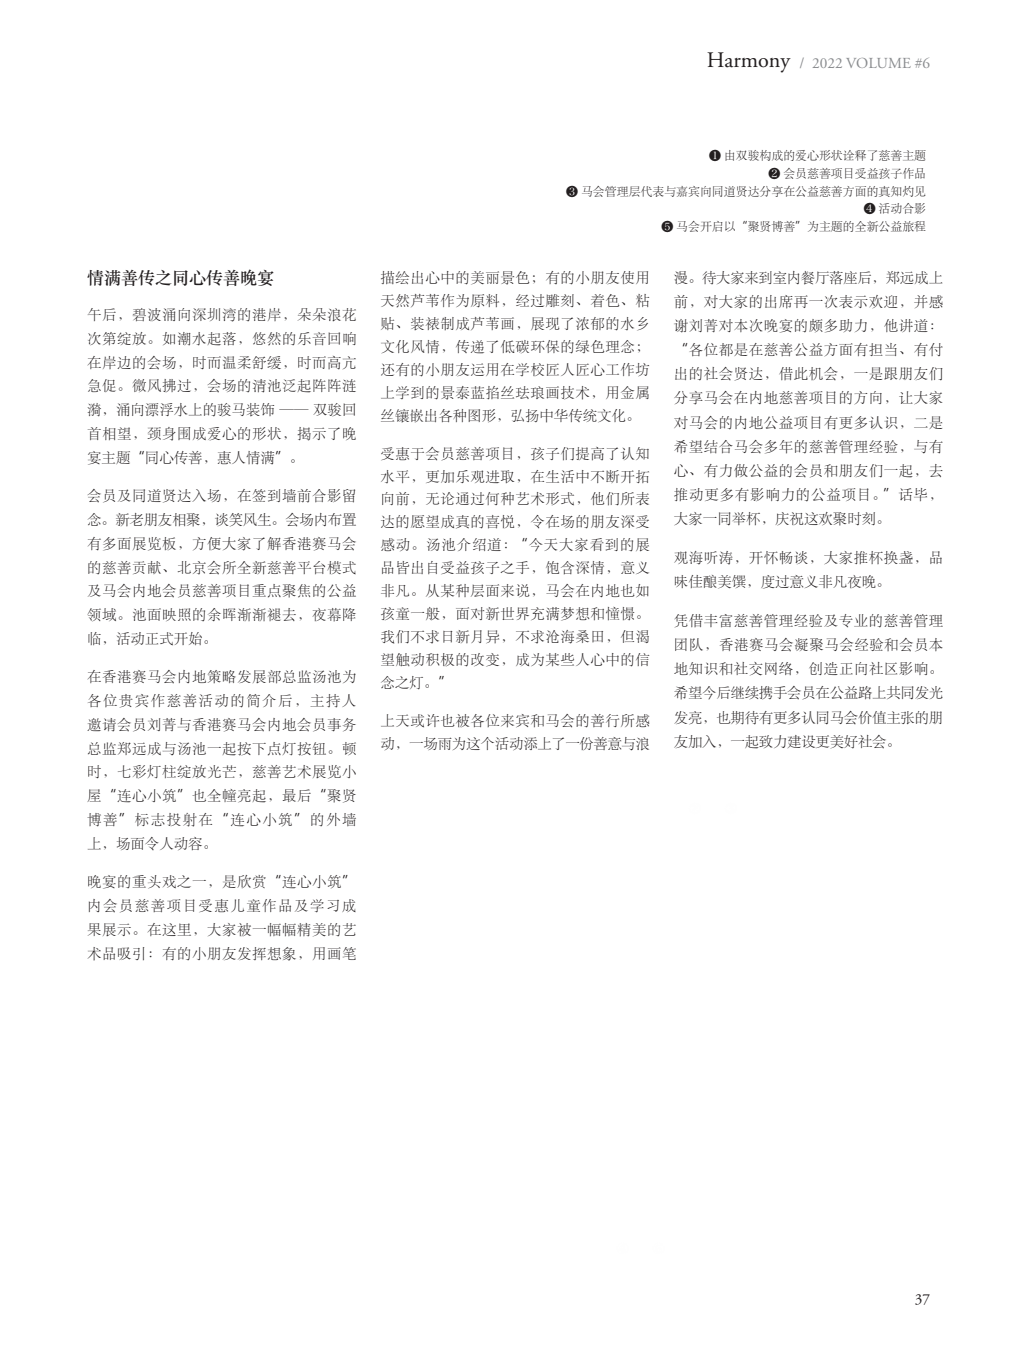 Harmony / 2022 VOLUME #6
❶ 由双骏构成的爱心形状诠释了慈善主题
❷ 会员慈善项目受益孩子作品
❸ 马会管理层代表与嘉宾向同道贤达分享在公益慈善方面的真知灼见
❹ 活动合影
❺ 马会开启以“聚贤博善”为主题的全新公益旅程
情满善传之同心传善晚宴
午后，碧波涌向深圳湾的港岸，朵朵浪花
次第绽放。如潮水起落，悠然的乐音回响
在岸边的会场，时而温柔舒缓，时而高亢
急促。微风拂过，会场的清池泛起阵阵涟
漪，涌向漂浮水上的骏马装饰 —— 双骏回
首相望，颈身围成爱心的形状，揭示了晚
宴主题“同心传善，惠人情满”。
会员及同道贤达入场，在签到墙前合影留
念。新老朋友相聚，谈笑风生。会场内布置
有多面展览板，方便大家了解香港赛马会
的慈善贡献、北京会所全新慈善平台模式
及马会内地会员慈善项目重点聚焦的公益
领域。池面映照的余晖渐渐褪去，夜幕降
临，活动正式开始。
在香港赛马会内地策略发展部总监汤池为
各位贵宾作慈善活动的简介后，主持人
邀请会员刘菁与香港赛马会内地会员事务
总监郑远成与汤池一起按下点灯按钮。顿
时，七彩灯柱绽放光芒，慈善艺术展览小
屋“连心小筑”也全幢亮起，最后“聚贤
博善”标志投射在“连心小筑”的外墙
上，场面令人动容。
晚宴的重头戏之一，是欣赏“连心小筑”
内会员慈善项目受惠儿童作品及学习成
果展示。在这里，大家被一幅幅精美的艺
术品吸引：有的小朋友发挥想象，用画笔
描绘出心中的美丽景色；有的小朋友使用
天然芦苇作为原料，经过雕刻、着色、粘
贴、装裱制成芦苇画，展现了浓郁的水乡
文化风情，传递了低碳环保的绿色理念；
还有的小朋友运用在学校匠人匠心工作坊
上学到的景泰蓝掐丝珐琅画技术，用金属
丝镶嵌出各种图形，弘扬中华传统文化。
受惠于会员慈善项目，孩子们提高了认知
水平，更加乐观进取，在生活中不断开拓
向前，无论通过何种艺术形式，他们所表
达的愿望成真的喜悦，令在场的朋友深受
感动。汤池介绍道：“今天大家看到的展
品皆出自受益孩子之手，饱含深情，意义
非凡。从某种层面来说，马会在内地也如
孩童一般，面对新世界充满梦想和憧憬。
我们不求日新月异，不求沧海桑田，但渴
望触动积极的改变，成为某些人心中的信
念之灯。”
上天或许也被各位来宾和马会的善行所感
动，一场雨为这个活动添上了一份善意与浪
漫。待大家来到室内餐厅落座后，郑远成上
前，对大家的出席再一次表示欢迎，并感
谢刘菁对本次晚宴的颇多助力，他讲道：
“各位都是在慈善公益方面有担当、有付
出的社会贤达，借此机会，一是跟朋友们
分享马会在内地慈善项目的方向，让大家
对马会的内地公益项目有更多认识，二是
希望结合马会多年的慈善管理经验，与有
心、有力做公益的会员和朋友们一起，去
推动更多有影响力的公益项目。”话毕，
大家一同举杯，庆祝这欢聚时刻。
观海听涛，开怀畅谈，大家推杯换盏，品
味佳酿美馔，度过意义非凡夜晚。
凭借丰富慈善管理经验及专业的慈善管理
团队，香港赛马会凝聚马会经验和会员本
地知识和社交网络，创造正向社区影响。
希望今后继续携手会员在公益路上共同发光
发亮，也期待有更多认同马会价值主张的朋
友加入，一起致力建设更美好社会。
37